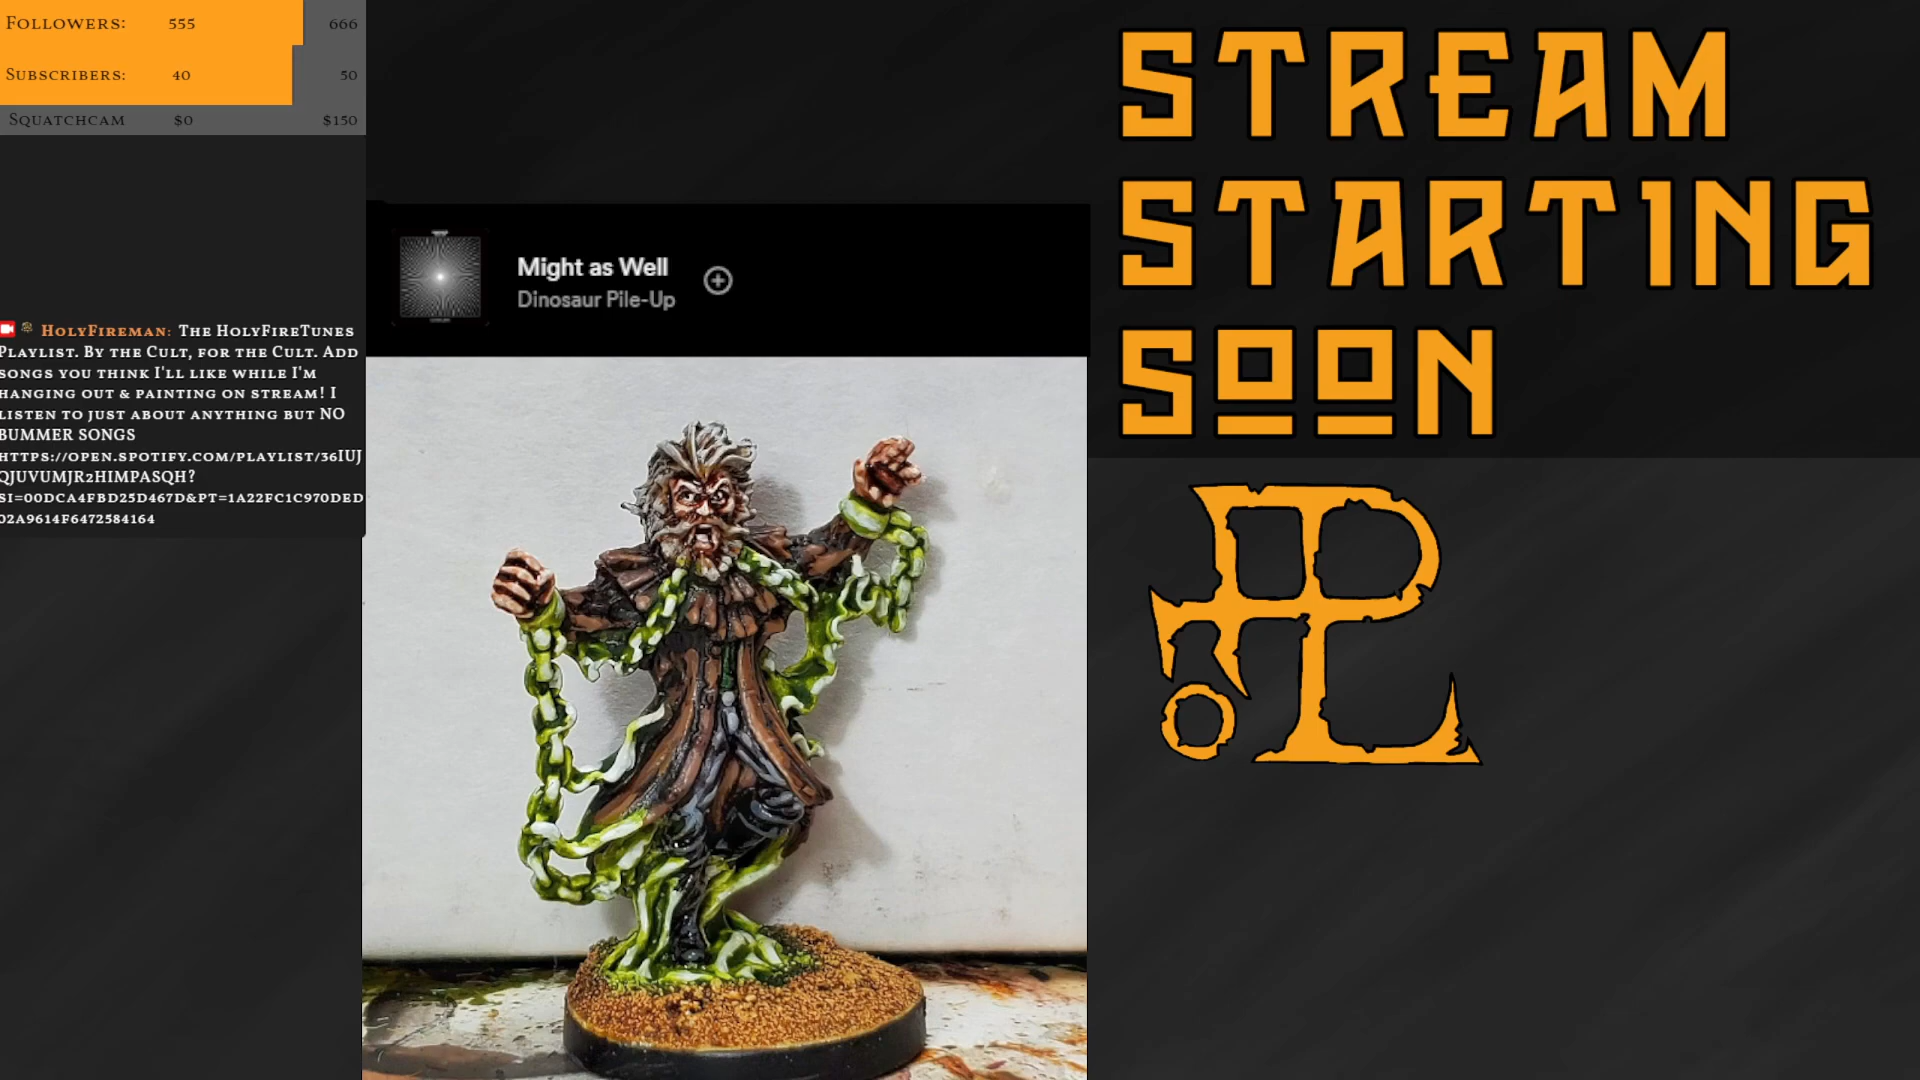 FOLLOWERS: 555 666
SUBSCRIBERS: 40 50
SQUATCHCAM $0 $150
STREAM
STARTING
SOON
Might as Well
Dinosaur Pile-Up
HOLYFIREMAN: THE HOLYFIRETUNES
PLAYLIST. BY THE CULT, FOR THE CULT. ADD
SONGS YOU THINK I'LL LIKE WHILE I'M
HANGING OUT & PAINTING ON STREAM! I
LISTEN TO JUST ABOUT ANYTHING BUT NO
BUMMER SONGS
HTTPS://OPEN.SPOTIFY.COM/PLAYLIST/36IUJ
QJUVUMJR2HIMPASQH?
SI=00DCA4FBD25D467D&PT=1A22FC1C970DED
02A9614F6472584164